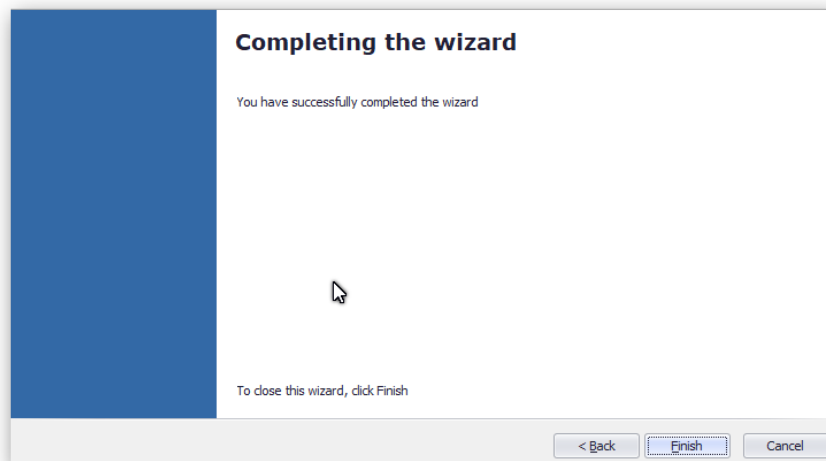 Completing the wizard
You have successfully completed the wizard
To close this wizard, click Finish
< Back Finish Cancel